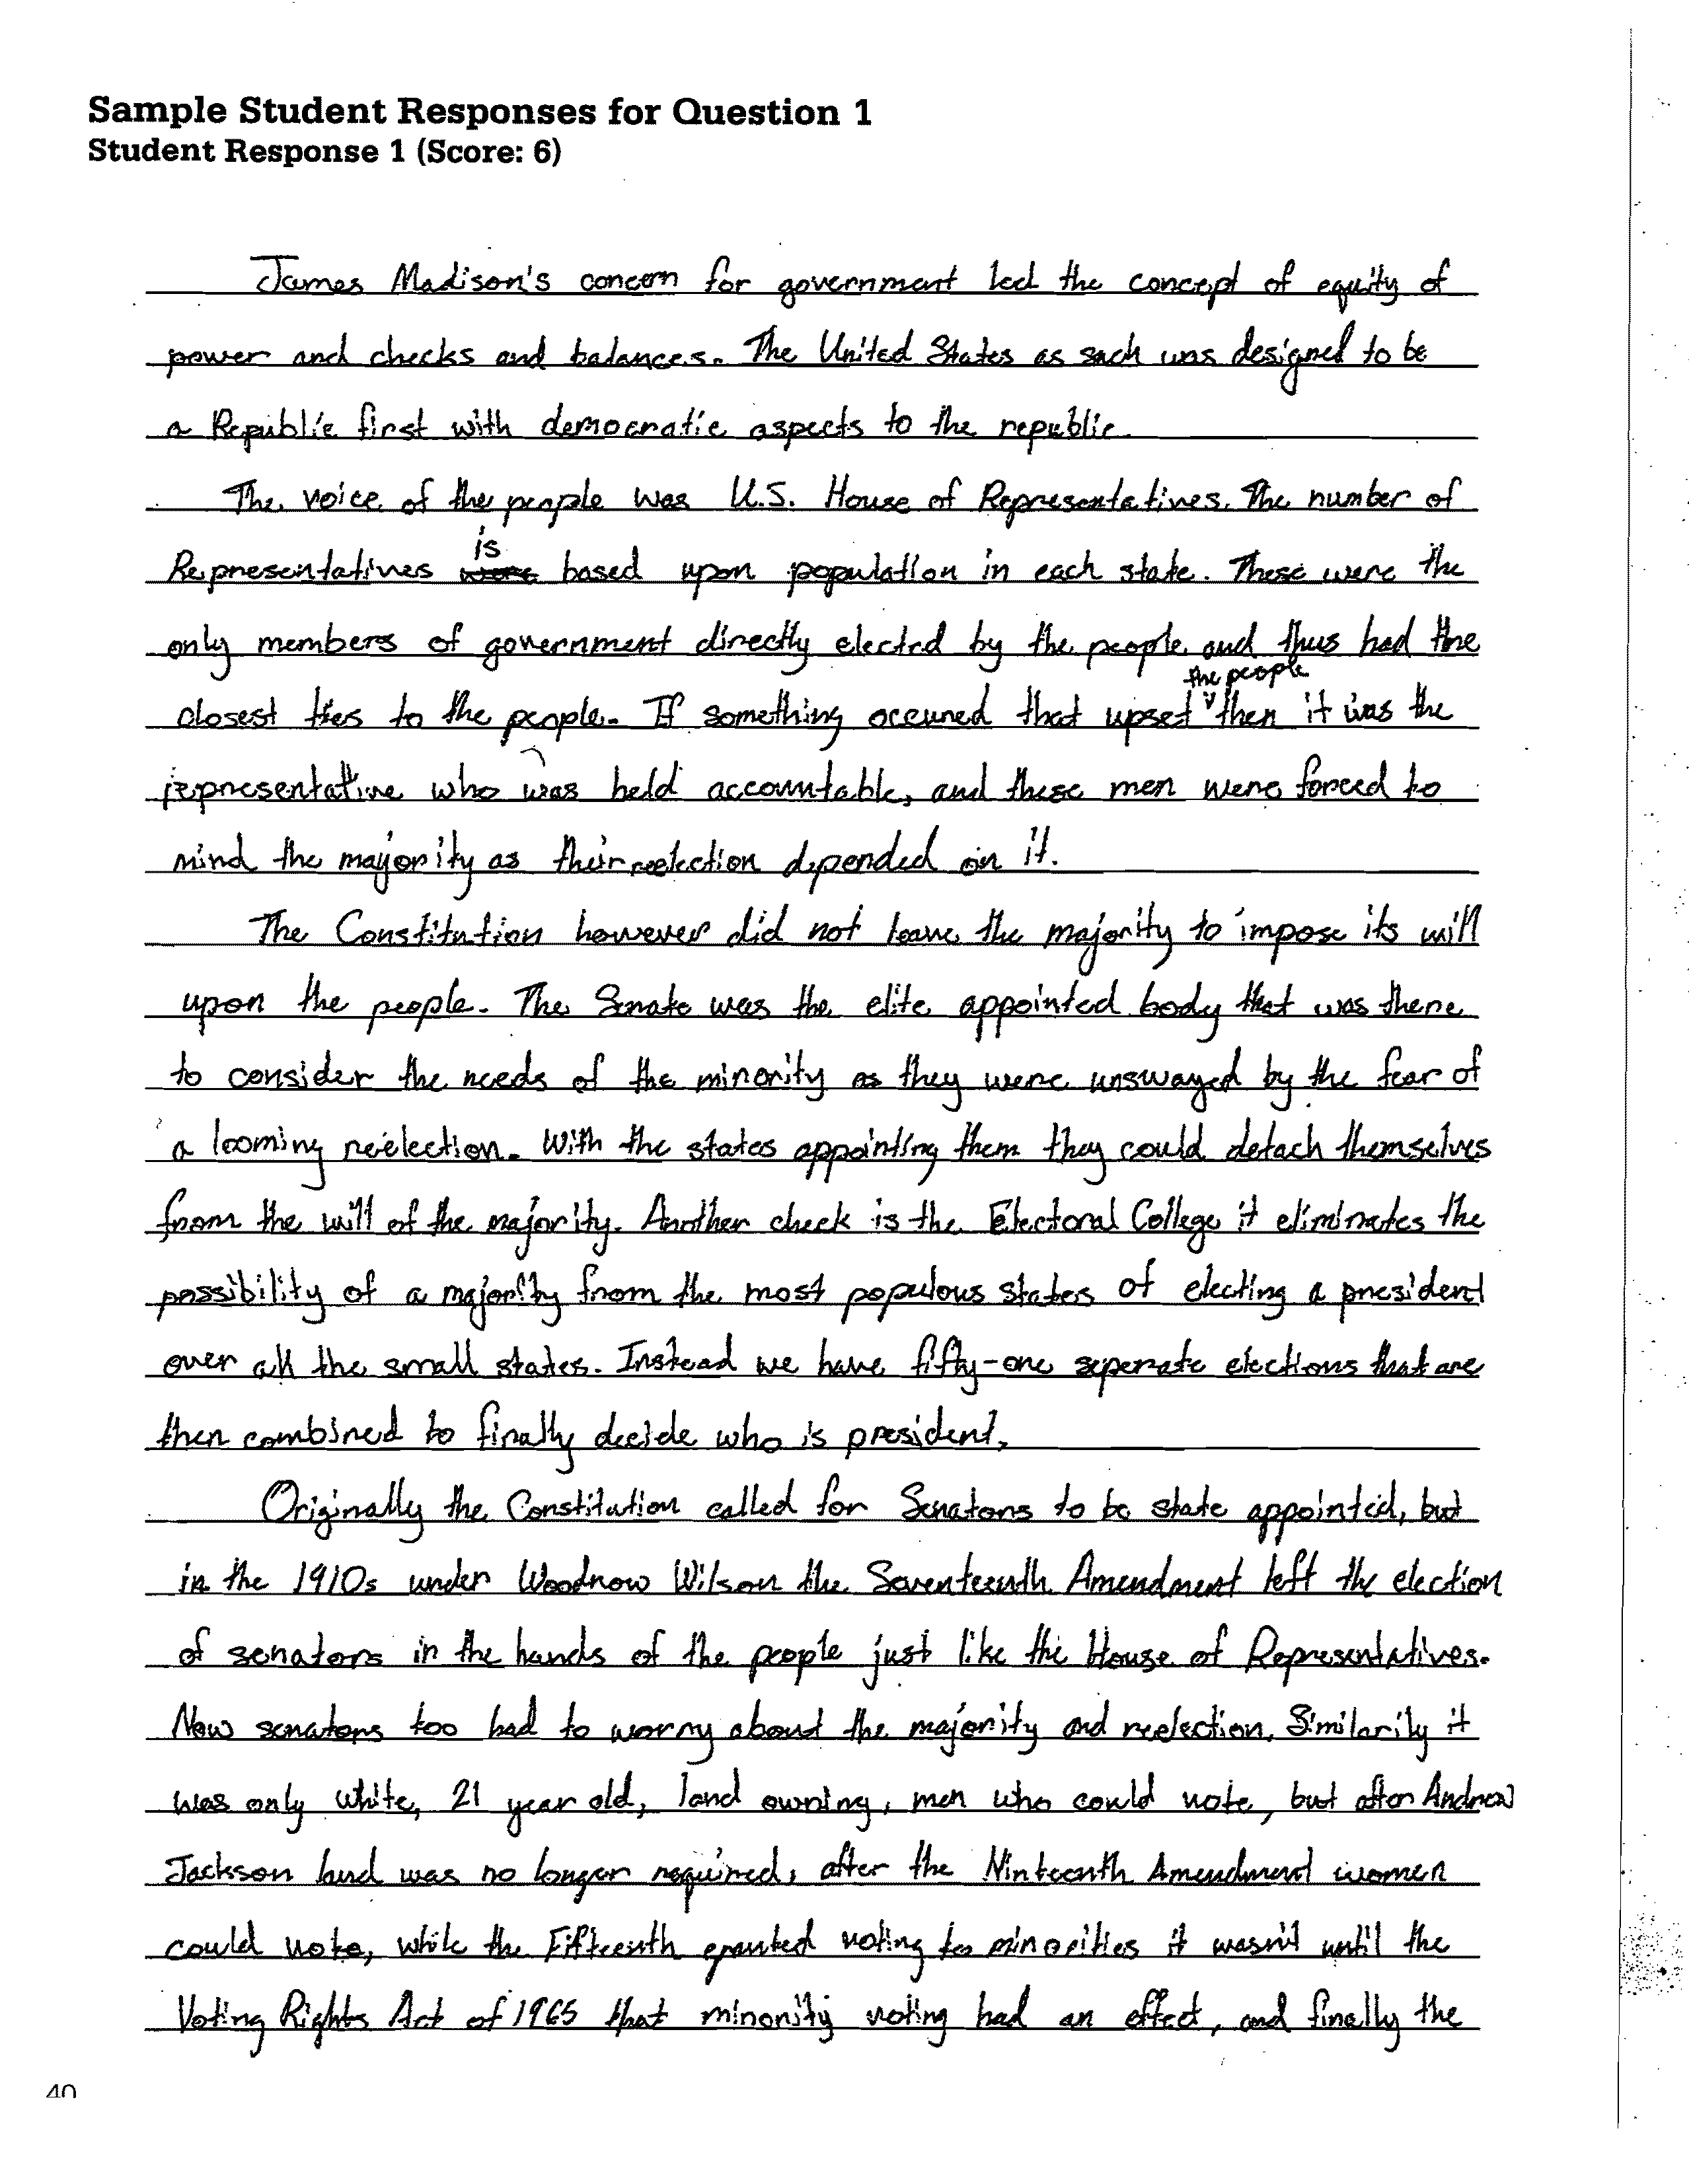 Sample Student Responses for Question 1
Student Response 1 (Score: 6)
James Madison's concern for government led the concept of equity of
power and checks and balances. The United States as such was designed to be
a Republic first with democratic aspects to the republic.
The voice of the people was U.S. House of Representatives. The number of
is
Representatives were based upon population in each state. These were the
only members of government directly elected by the people and thus had the
the people
closest ties to the people. If something occured that upset then it was the
representative who was held accountable, and these men were forced to
mind the majority as their reelection depended on it.
The Constitution however did not leave the majority to impose its will
upon the people. The Senate was the elite appointed body that was there
to consider the needs of the minority as they were unswayed by the fear of
a looming reelection. With the states appointing them they could detach themselves
from the will of the majority. Another check is the Electoral College it eliminates the
possibility of a majority from the most populous states of electing a president
over all the small states. Instead we have fifty-one seperate elections that are
then combined to finally decide who is president.
Originally the Constitution called for Senators to be state appointed, but
in the 1910s under Woodrow Wilson the Seventeenth Amendment left the election
of senators in the hands of the people just like the House of Representatives.
Now senators too had to worry about the majority and reelection. Similarily it
was only white, 21 year old, land owning, men who could vote, but after Andrew
Jackson land was no longer required, after the Ninteenth Amendment women
could vote, while the Fifteenth granted voting to minorities it wasn't until the
Voting Rights Act of 1965 that minority voting had an effect, and finally the
40